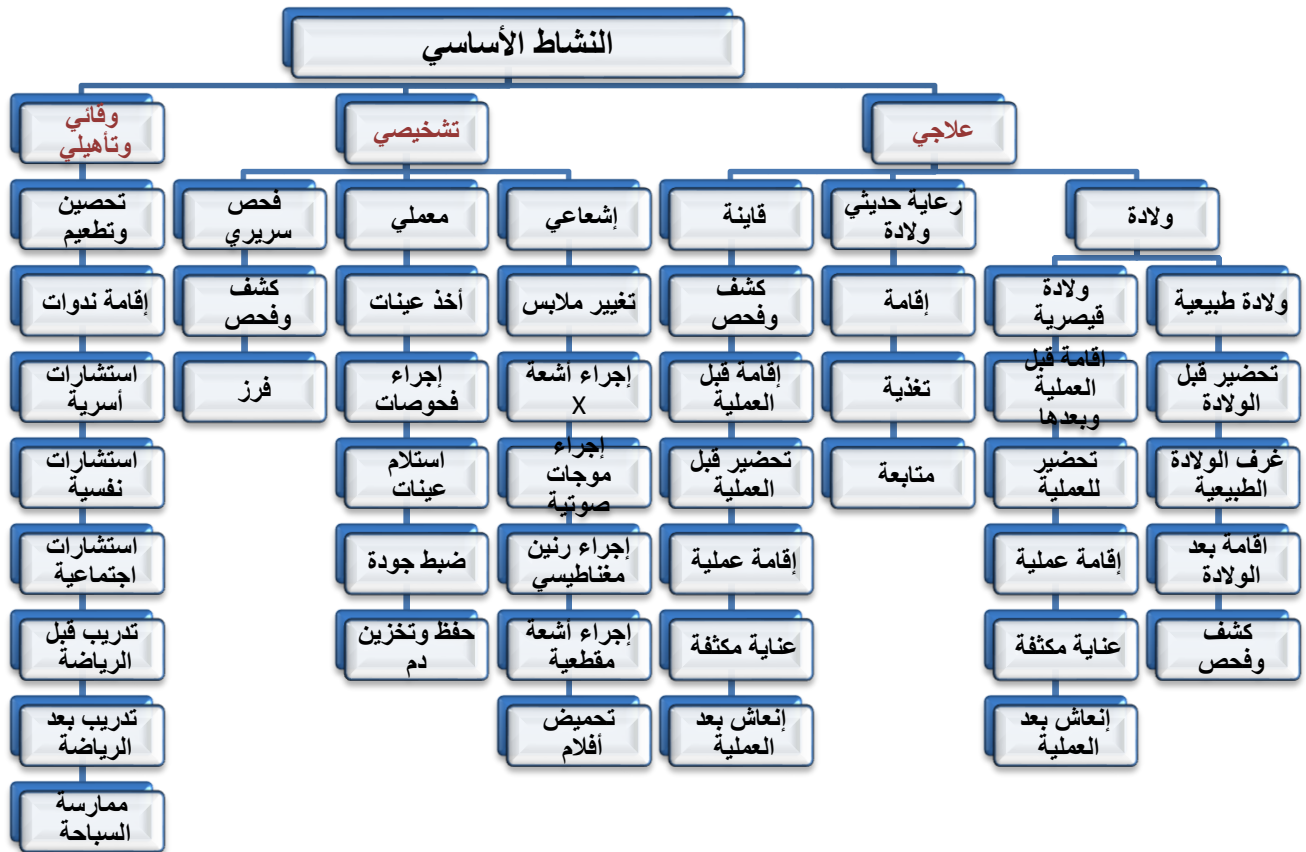 النشاط الأساسي
علاجي
تشخيصي
وقائي
وتأهيلي
ولادة
رعاية حديثي
ولادة
قاينة
إشعاعي
معملي
فحص
سريري
تحصين
وتطعيم
ولادة طبيعية
ولادة
قيصرية
إقامة
كشف
وفحص
تغيير ملابس
أخذ عينات
كشف
وفحص
إقامة ندوات
تحضير قبل
الولادة
اقامة قبل
العملية
وبعدها
تغذية
إقامة قبل
العملية
إجراء أشعة
X
إجراء
فحوصات
فرز
استشارات
أسرية
غرف الولادة
الطبيعية
تحضير
للعملية
متابعة
تحضير قبل
العملية
إجراء
موجات
صوتية
استلام
عينات
استشارات
نفسية
اقامة بعد
الولادة
إقامة عملية
إقامة عملية
إجراء رنين
مغناطيسي
ضبط جودة
استشارات
اجتماعية
كشف
وفحص
عناية مكثفة
عناية مكثفة
إجراء أشعة
مقطعية
حفظ وتخزين
دم
تدريب قبل
الرياضة
إنعاش بعد
العملية
إنعاش بعد
العملية
تحميض
أفلام
تدريب بعد
الرياضة
ممارسة
السباحة